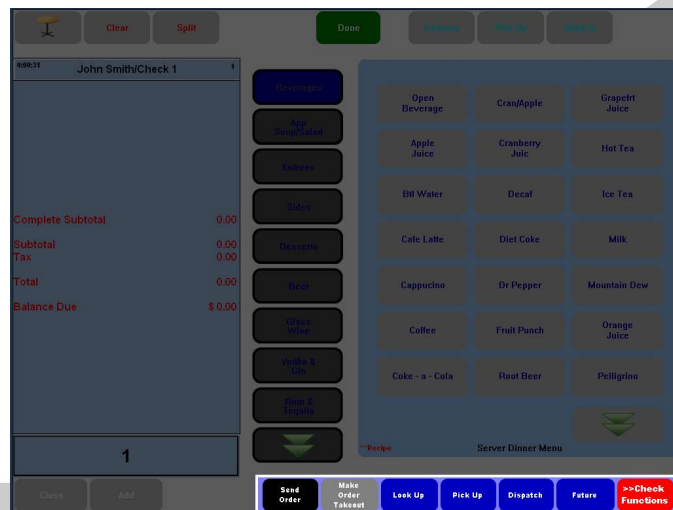 Clear Split Done
0:00:31 John Smith/Check 1 1
Complete Subtotal 0.00
Subtotal 0.00
Tax 0.00
Total 0.00
Balance Due $ 0.00
1
Close Add
Beverages
App
Soup/Salad
Entrees
Sides
Desserts
Beer
Glass
Wine
Vodka &
Gin
Rum &
Tequila
Open
Beverage
Cran/Apple
Grapefrt
Juice
Apple
Juice
Cranberry
Juic
Hot Tea
Btl Water
Decaf
Ice Tea
Cafe Latte
Diet Coke
Milk
Cappucino
Dr Pepper
Mountain Dew
Coffee
Fruit Punch
Orange
Juice
Coke - a - Cola
Root Beer
Pelligrino
***Recipe Server Dinner Menu
Send
Order
Make
Order
Takeout
Look Up
Pick Up
Dispatch
Future
>>Check
Functions